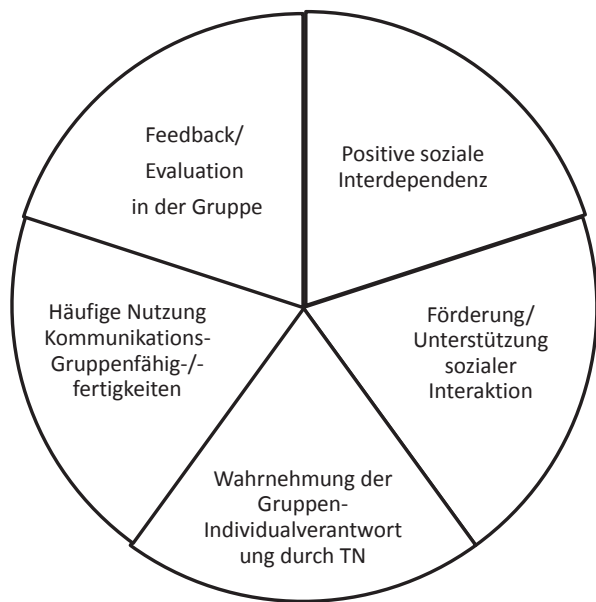 Feedback/
Evaluation
in der Gruppe
Positive soziale
Interdependenz
Förderung/
Unterstützung
sozialer
Interaktion
Wahrnehmung der
Gruppen-
Individualverantwort
ung durch TN
Häufige Nutzung
Kommunikations-
Gruppenfähig-/-
fertigkeiten